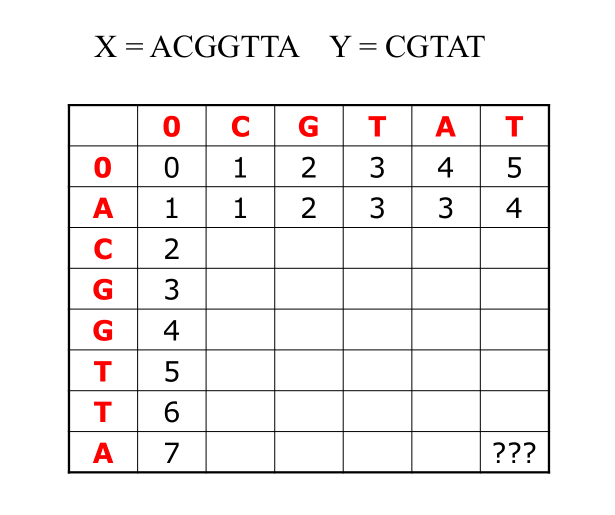 X = ACGGTTA Y = CGTAT
0 C G T A T
0 0 1 2 3 4 5
A 1 1 2 3 3 4
C 2
G 3
G 4
T 5
T 6
A 7 ???